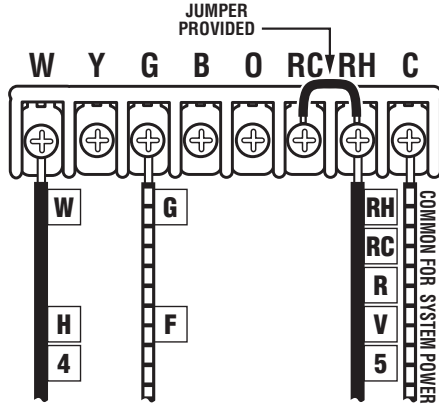 JUMPER
PROVIDED
W Y G B O RC RH C
W G RH
RC
R
H F V
4 5
COMMON FOR SYSTEM POWER